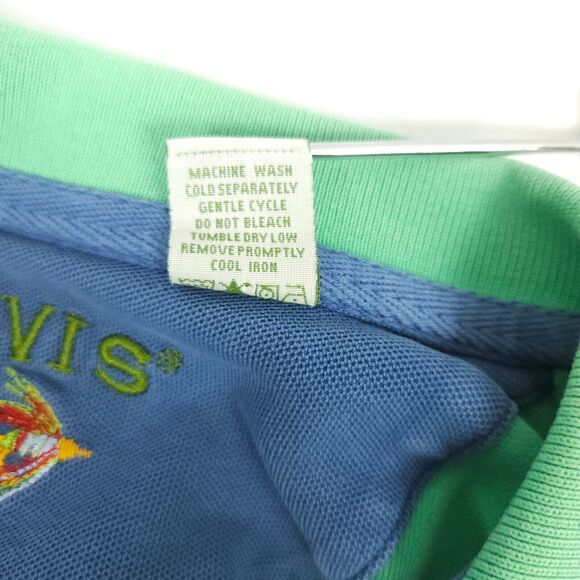 MACHINE WASH
COLD SEPARATELY
GENTLE CYCLE
DO NOT BLEACH
TUMBLE DRY LOW
REMOVE PROMPTLY
COOL IRON
VIS®